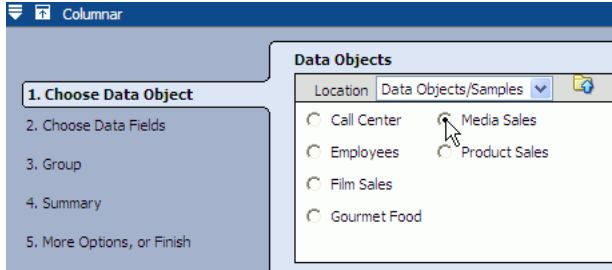 Columnar
1. Choose Data Object
2. Choose Data Fields
3. Group
4. Summary
5. More Options, or Finish
Data Objects
Location Data Objects/Samples
Call Center Media Sales
Employees Product Sales
Film Sales
Gourmet Food